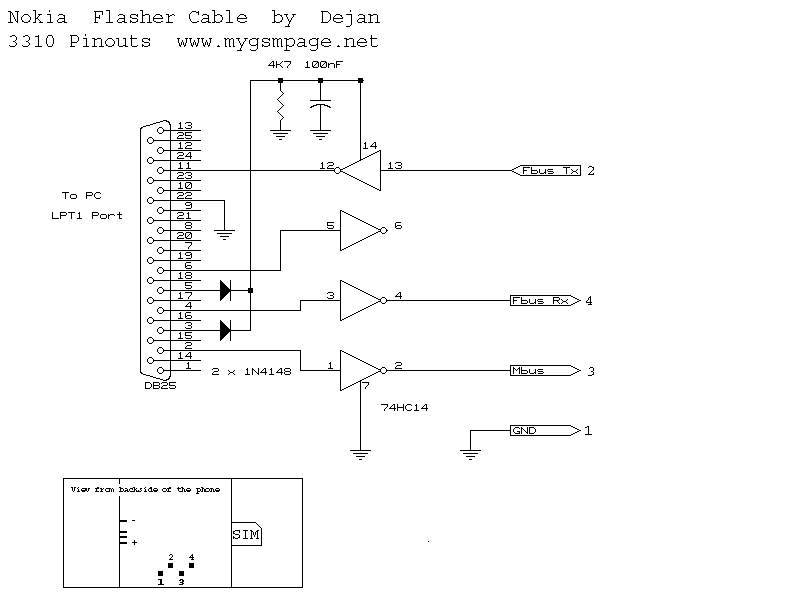 Nokia  Flasher Cable  by  Dejan
3310 Pinouts  www.mygsmpage.net
4K7  100nF
14
13
25
12
24
11
23
10
22
9
21
8
20
7
19
6
18
5
17
4
16
3
15
2
14
1
DB25
To PC
LPT1 Port
12
13
Fbus Tx 2
5
6
3
4
Fbus Rx 4
1
2
Mbus 3
7
2 x 1N4148
74HC14
GND 1
View from backside of the phone
-
+
SIM
2 4
1 3